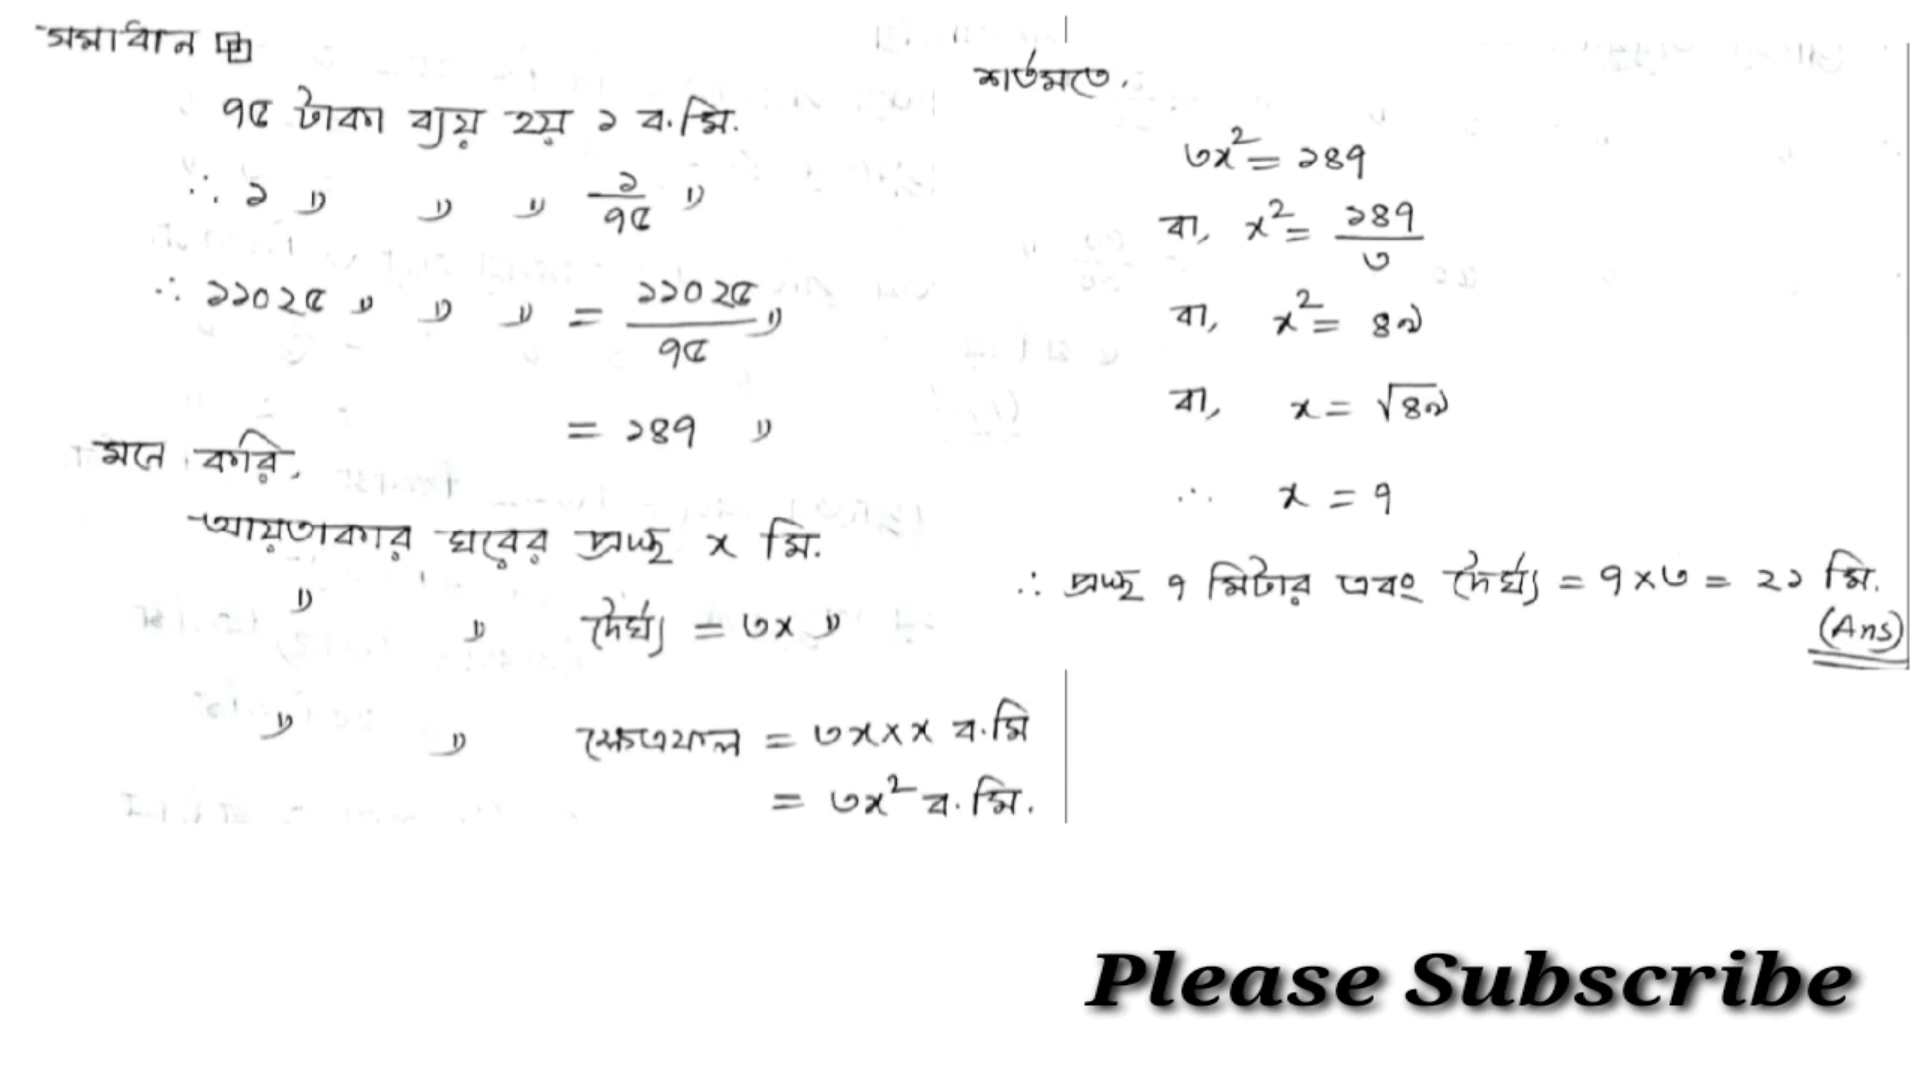 সমাধান
৭৫ টাকা ব্যয় হয় ১ ব.মি.
∴ ১ " " " ১/৭৫ "
∴ ১১০২৫ " " " = ১১০২৫/৭৫ "
= ১৪৭ "
মনে করি,
আয়তাকার ঘরের প্রস্থ x মি.
" " দৈর্ঘ্য = ৩x "
" " ক্ষেত্রফল = ৩x×x ব.মি
= ৩x² ব.মি.
শর্তমতে,
৩x² = ১৪৭
বা, x² = ১৪৭/৩
বা, x² = ৪৯
বা, x = √৪৯
∴ x = ৭
∴ প্রস্থ ৭ মিটার এবং দৈর্ঘ্য = ৭×৩ = ২১ মি.
(Ans)
Please Subscribe